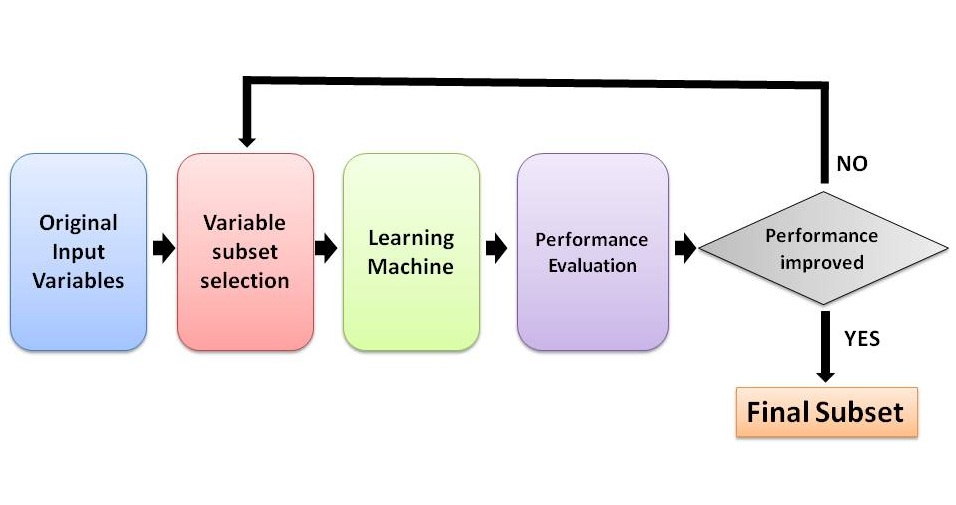 NO
Original
Input
Variables
Variable
subset
selection
Learning
Machine
Performance
Evaluation
Performance
improved
YES
Final Subset